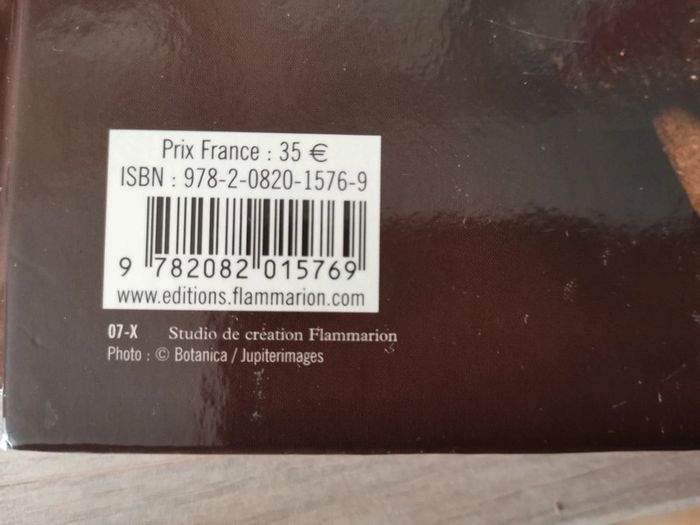 Prix France : 35 €
ISBN : 978-2-0820-1576-9
9 782082 015769
www.editions.flammarion.com
07-X Studio de création Flammarion
Photo : © Botanica / Jupiterimages